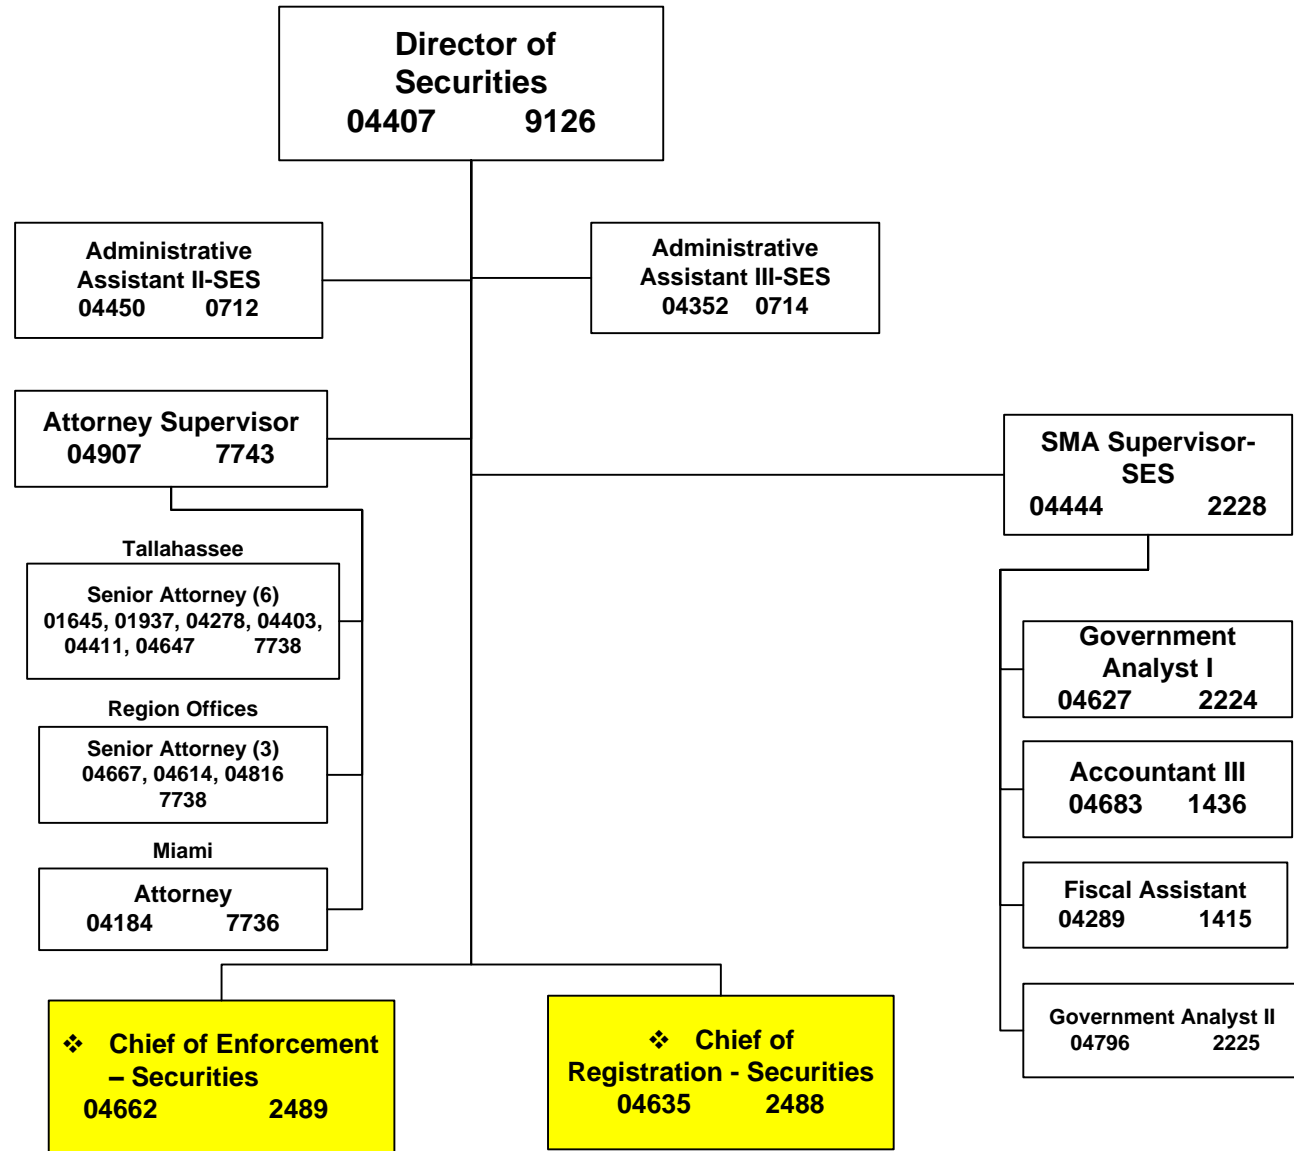 Director of
Securities
04407 9126
Administrative
Assistant II-SES
04450 0712
Administrative
Assistant III-SES
04352 0714
Attorney Supervisor
04907 7743
SMA Supervisor-
SES
04444 2228
Tallahassee
Senior Attorney (6)
01645, 01937, 04278, 04403,
04411, 04647 7738
Region Offices
Senior Attorney (3)
04667, 04614, 04816
7738
Miami
Attorney
04184 7736
Government
Analyst I
04627 2224
Accountant III
04683 1436
Fiscal Assistant
04289 1415
Government Analyst II
04796 2225
❖ Chief of Enforcement
– Securities
04662 2489
❖ Chief of
Registration - Securities
04635 2488